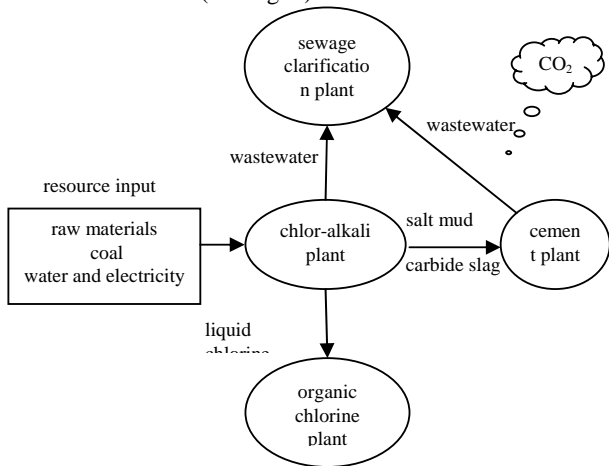 sewage
clarificatio
n plant
CO₂
wastewater
wastewater
resource input
raw materials
coal
water and electricity
chlor-alkali
plant
salt mud
carbide slag
cemen
t plant
liquid
chlorine
organic
chlorine
plant